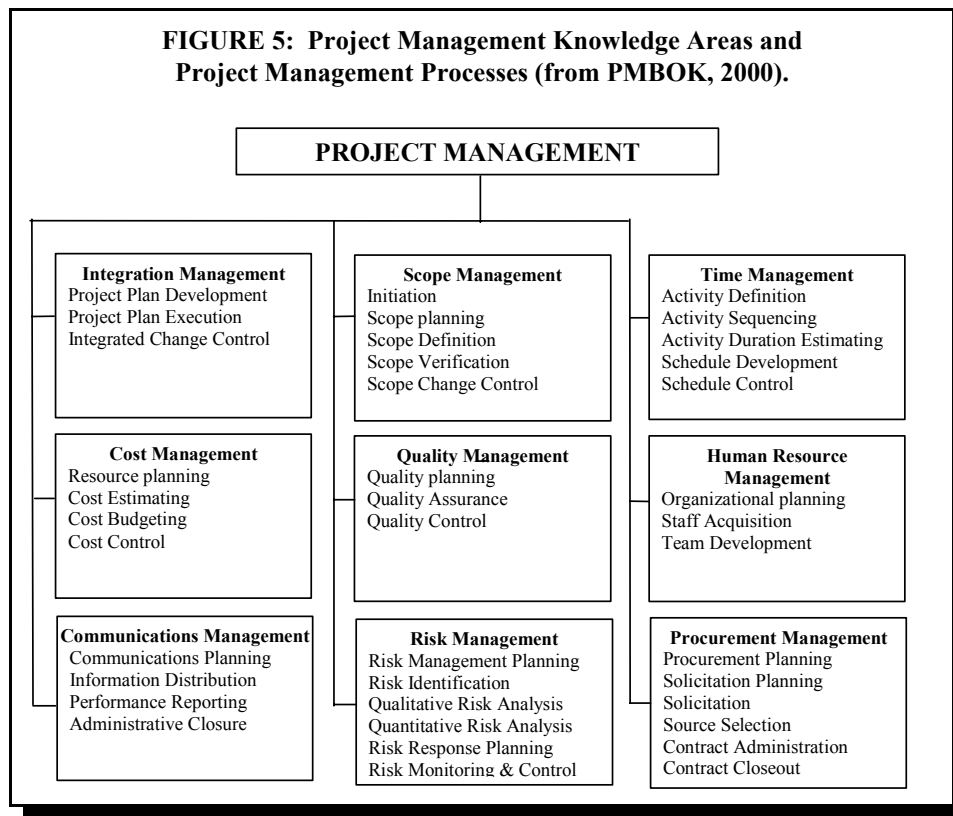 FIGURE 5: Project Management Knowledge Areas and
Project Management Processes (from PMBOK, 2000).
PROJECT MANAGEMENT
Integration Management
Project Plan Development
Project Plan Execution
Integrated Change Control
Scope Management
Initiation
Scope planning
Scope Definition
Scope Verification
Scope Change Control
Time Management
Activity Definition
Activity Sequencing
Activity Duration Estimating
Schedule Development
Schedule Control
Cost Management
Resource planning
Cost Estimating
Cost Budgeting
Cost Control
Quality Management
Quality planning
Quality Assurance
Quality Control
Human Resource
Management
Organizational planning
Staff Acquisition
Team Development
Communications Management
Communications Planning
Information Distribution
Performance Reporting
Administrative Closure
Risk Management
Risk Management Planning
Risk Identification
Qualitative Risk Analysis
Quantitative Risk Analysis
Risk Response Planning
Risk Monitoring & Control
Procurement Management
Procurement Planning
Solicitation Planning
Solicitation
Source Selection
Contract Administration
Contract Closeout